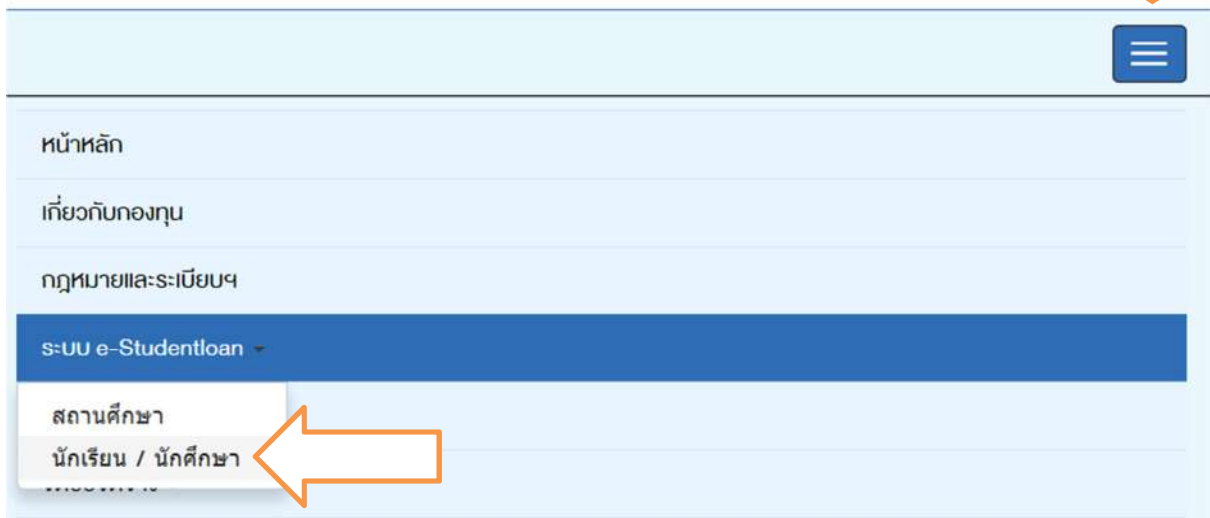 หน้าหลัก
เกี่ยวกับกองทุน
กฎหมายและระเบียบฯ
ระบบ e-Studentloan
สถานศึกษา
นักเรียน / นักศึกษา